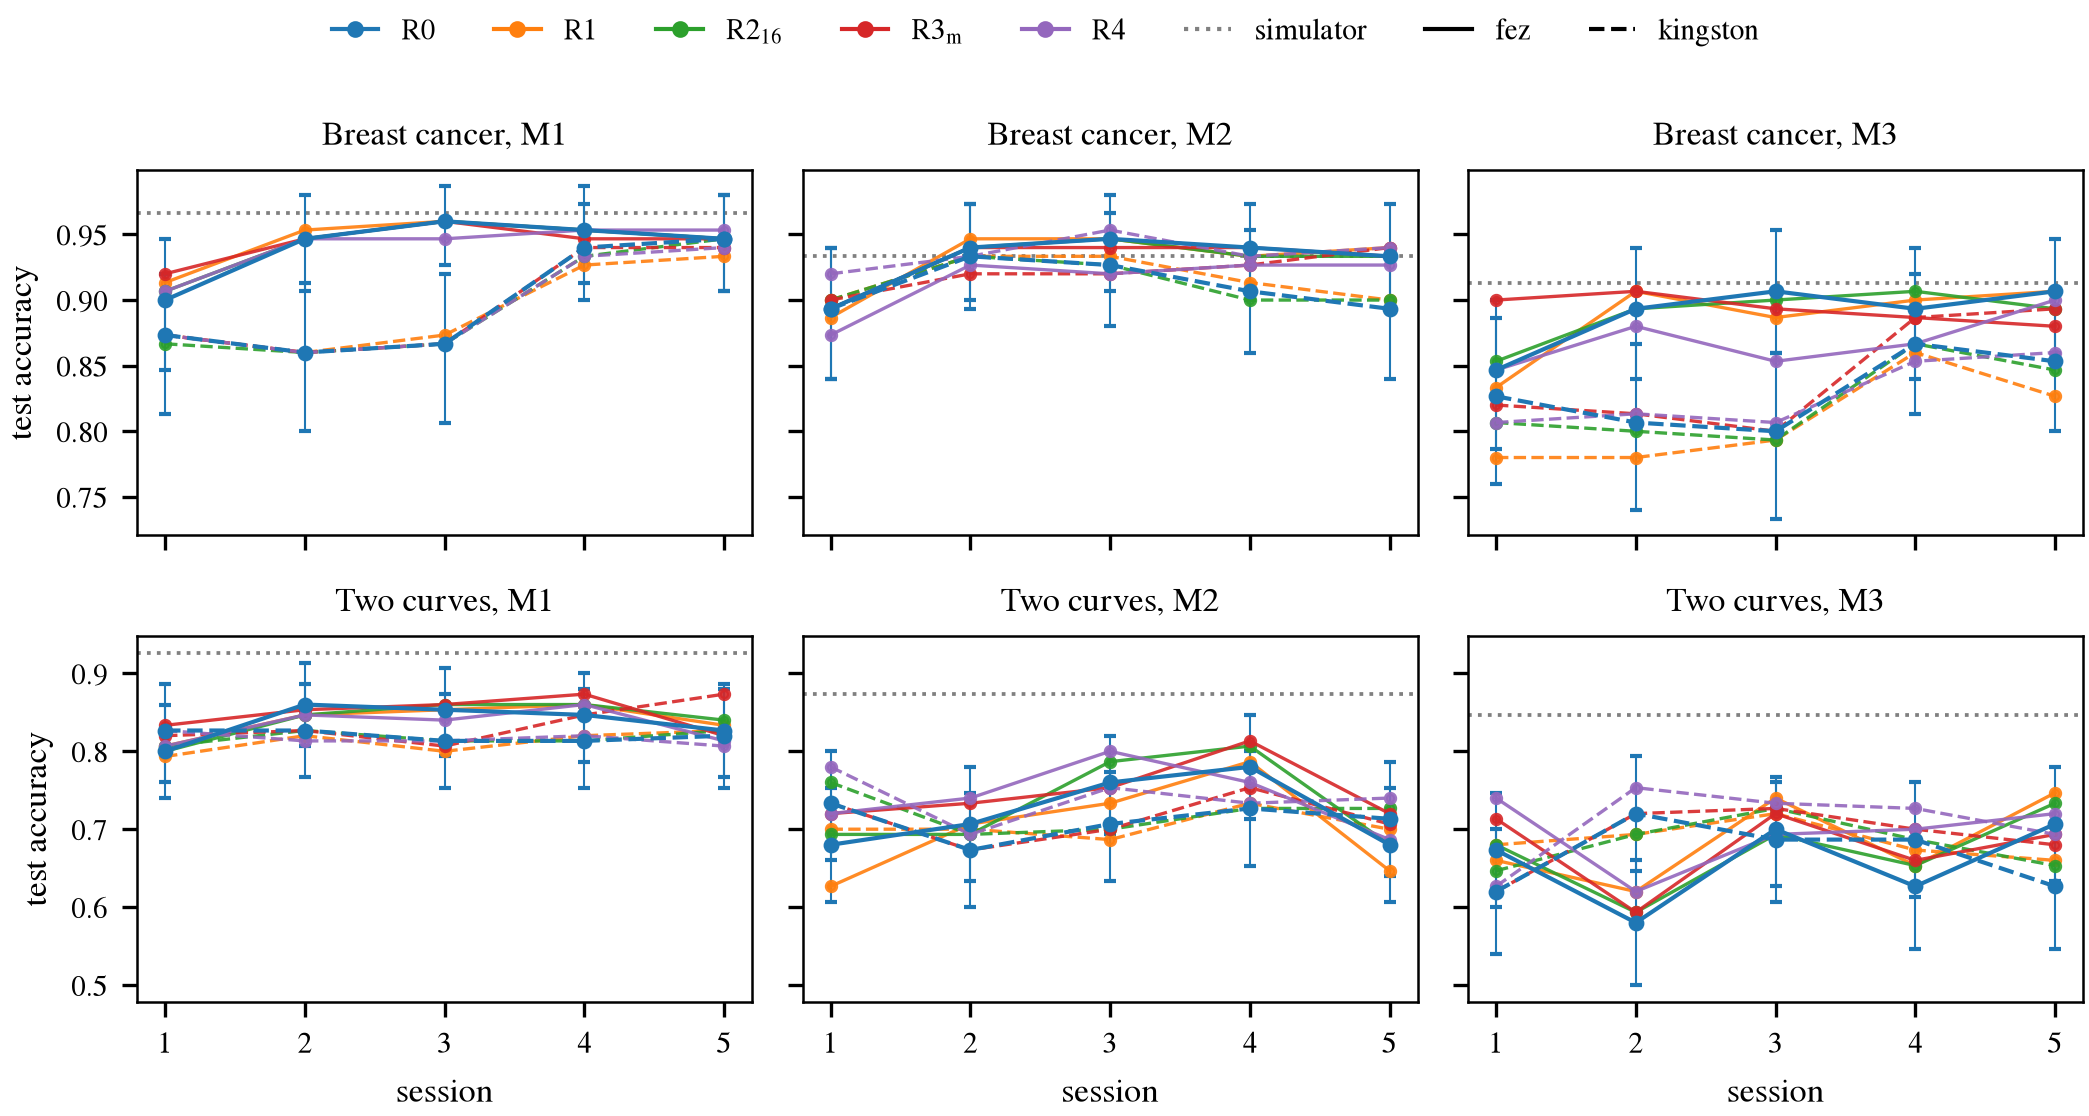 R0 R1 R2₁₆ R3ₘ R4 simulator fez kingston
Breast cancer, M1 Breast cancer, M2 Breast cancer, M3
test accuracy
0.95
0.90
0.85
0.80
0.75
Two curves, M1 Two curves, M2 Two curves, M3
test accuracy
0.9
0.8
0.7
0.6
0.5
1 2 3 4 5 1 2 3 4 5 1 2 3 4 5
session session session